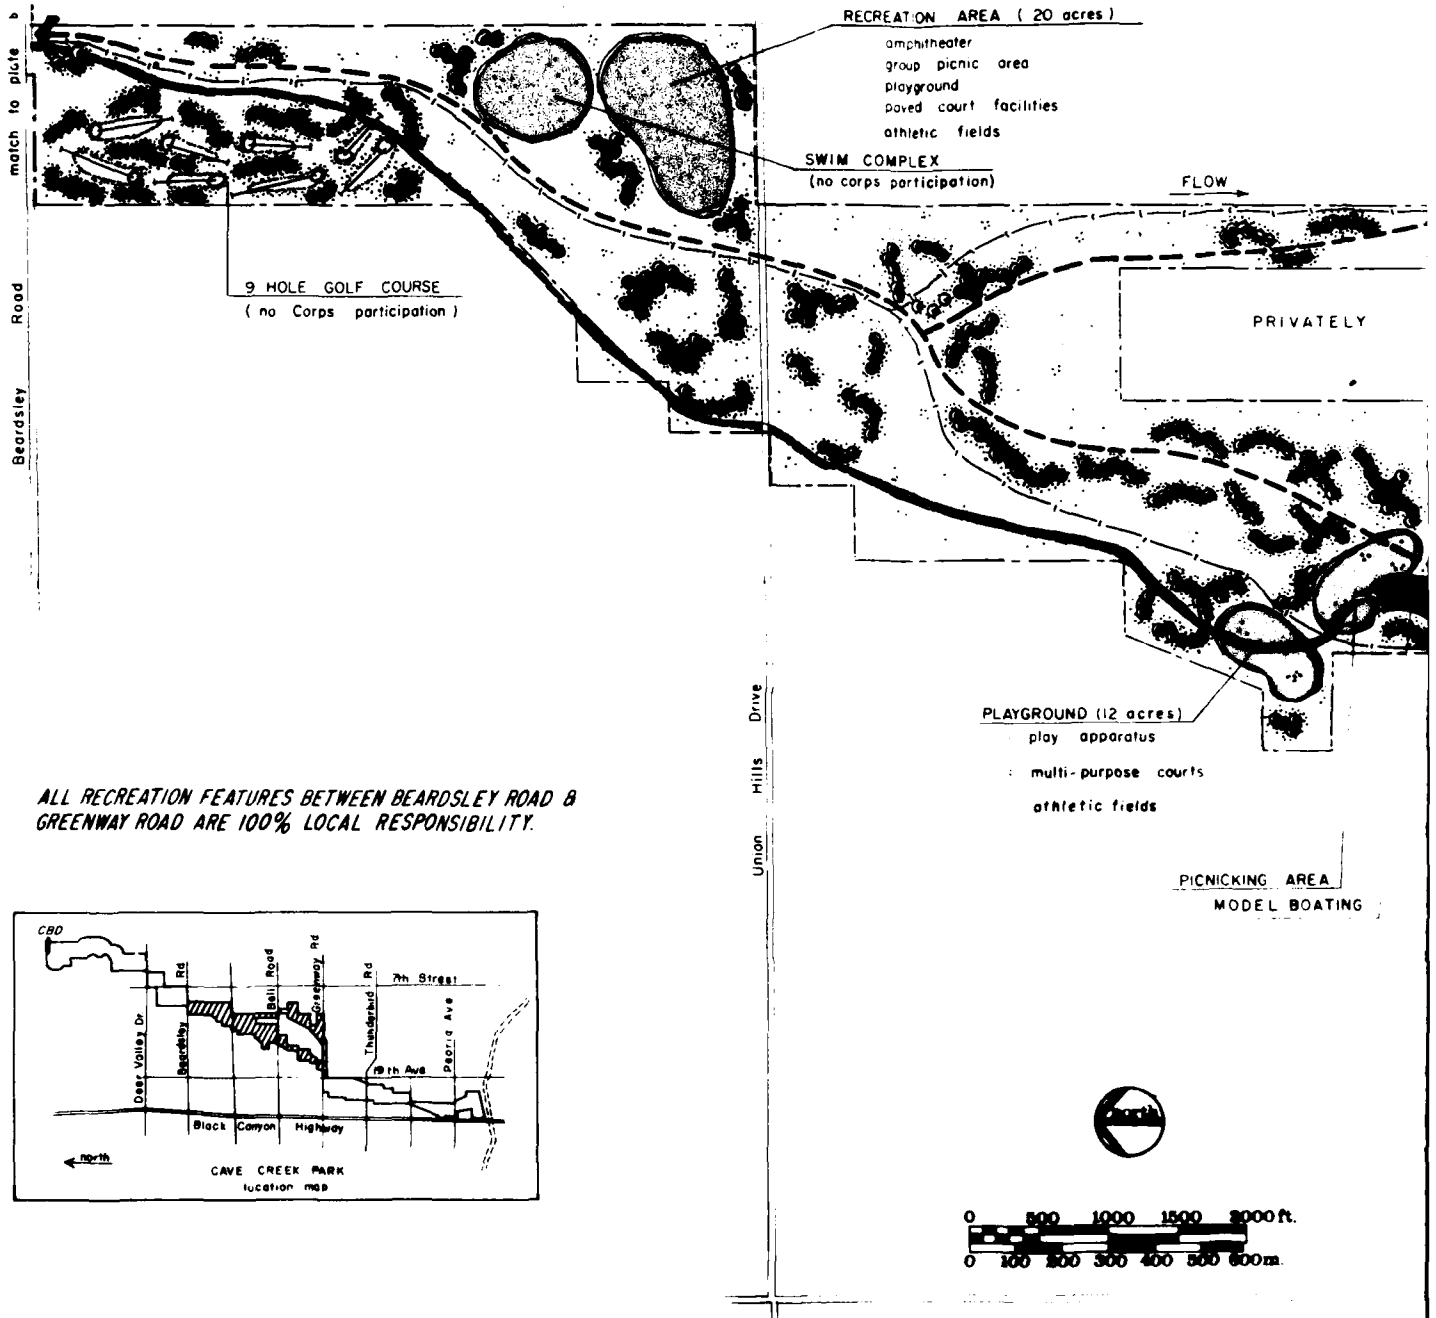 match to plate b
Beardsley Road
RECREATION AREA ( 20 acres )
amphitheater
group picnic area
playground
paved court facilities
athletic fields
SWIM COMPLEX
(no corps participation)
FLOW
9 HOLE GOLF COURSE
( no Corps participation )
PRIVATELY
Union Hills Drive
PLAYGROUND (12 acres)
play apparatus
multi-purpose courts
athletic fields
PICNICKING AREA
MODEL BOATING
ALL RECREATION FEATURES BETWEEN BEARDSLEY ROAD &
GREENWAY ROAD ARE 100% LOCAL RESPONSIBILITY.
CBD
Deer Valley Dr
Beardsley Rd
Bell Road
Greenway Rd
Thunderbird Rd
Peoria Ave
7th Street
19th Ave
Black Canyon Highway
north
CAVE CREEK PARK
location map
north
0 500 1000 1500 2000 ft.
0 100 200 300 400 500 600 m.